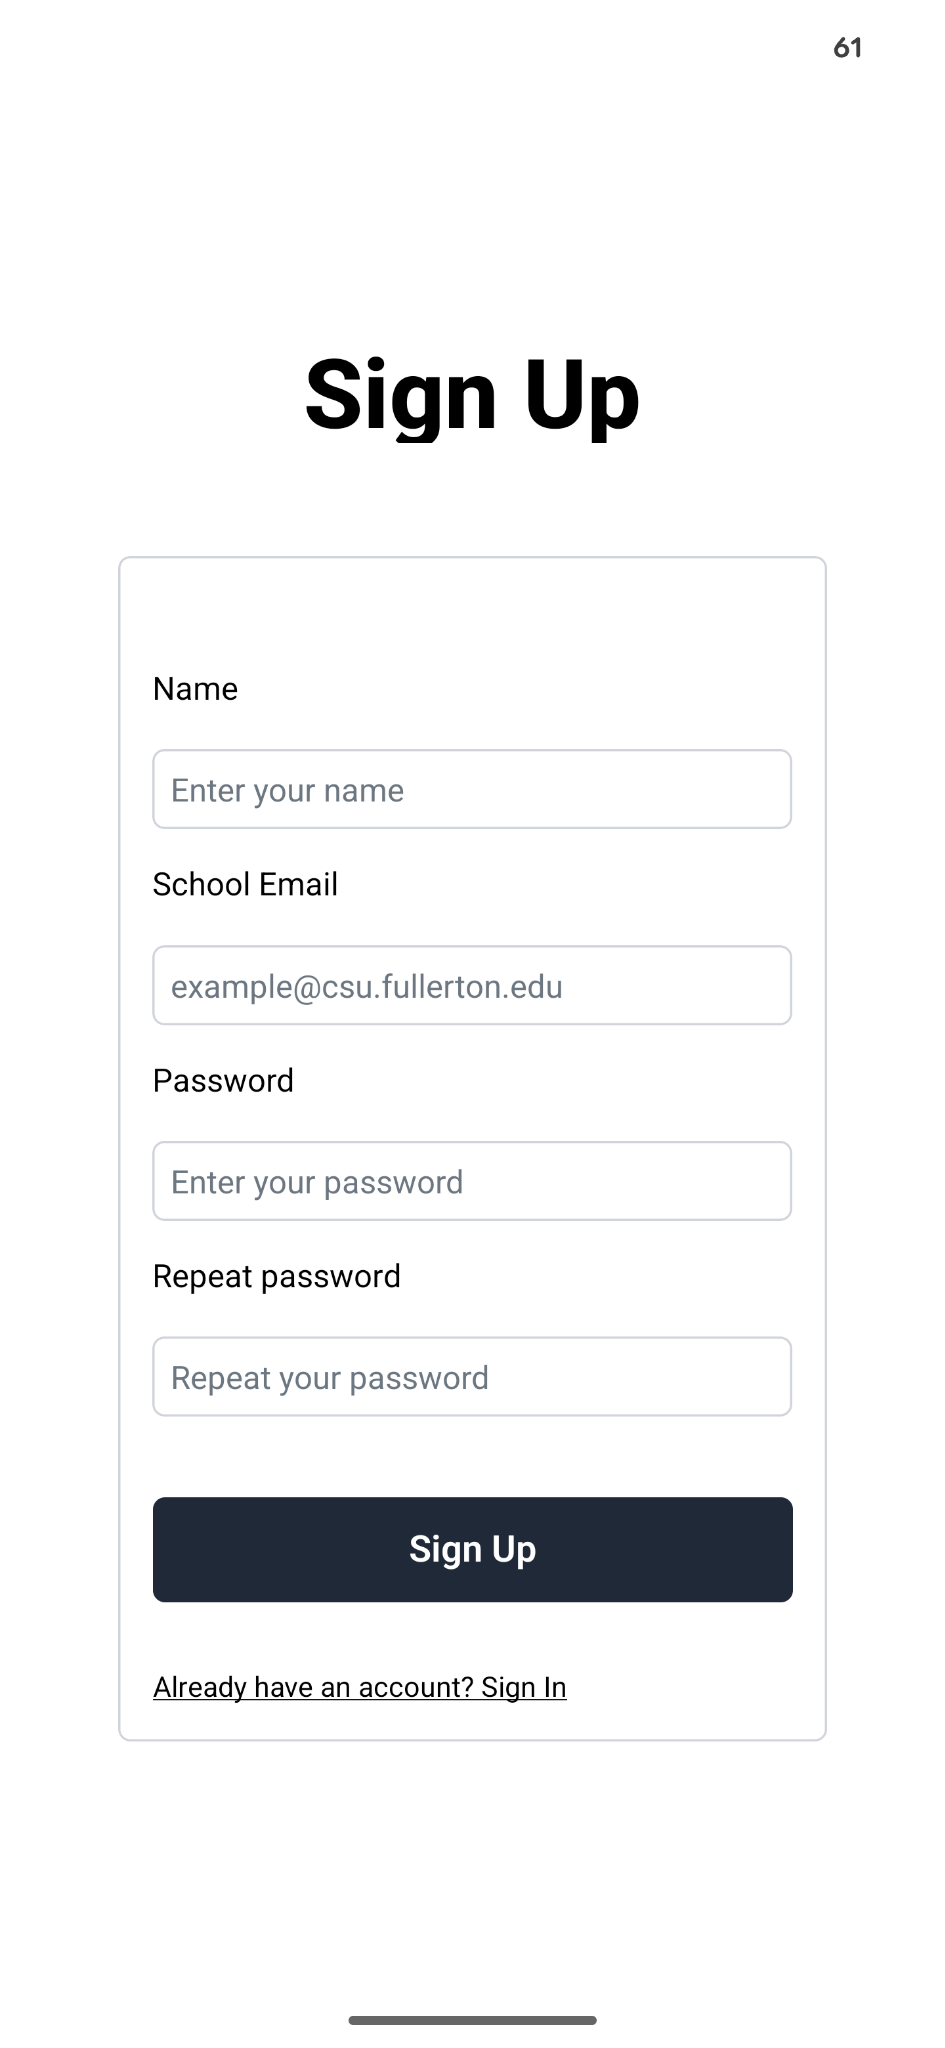 61
Sign Up
Name
Enter your name
School Email
example@csu.fullerton.edu
Password
Enter your password
Repeat password
Repeat your password
Sign Up
Already have an account? Sign In